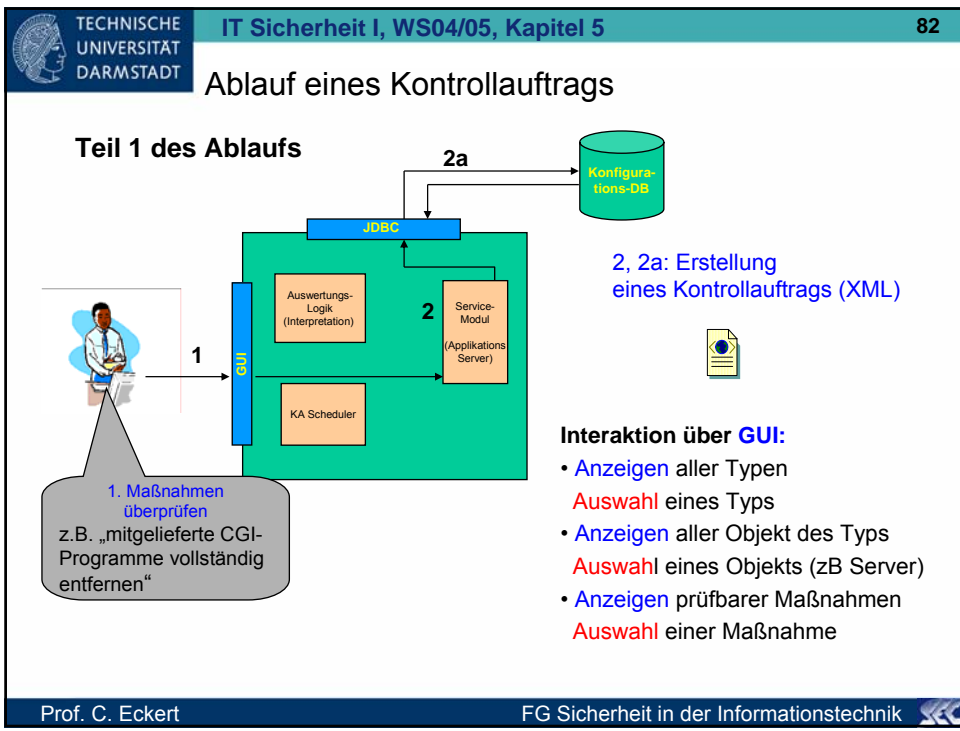 TECHNISCHE
UNIVERSITÄT
DARMSTADT
IT Sicherheit I, WS04/05, Kapitel 5
82
Ablauf eines Kontrollauftrags
Teil 1 des Ablaufs
2a
Konfigura-
tions-DB
JDBC
2, 2a: Erstellung
eines Kontrollauftrags (XML)
Auswertungs-
Logik
(Interpretation)
2
Service-
Modul
(Applikations
Server)
1
GUI
KA Scheduler
1. Maßnahmen
überprüfen
z.B. „mitgelieferte CGI-
Programme vollständig
entfernen“
Interaktion über GUI:
• Anzeigen aller Typen
Auswahl eines Typs
• Anzeigen aller Objekt des Typs
Auswahl eines Objekts (zB Server)
• Anzeigen prüfbarer Maßnahmen
Auswahl einer Maßnahme
Prof. C. Eckert
FG Sicherheit in der Informationstechnik
SEC